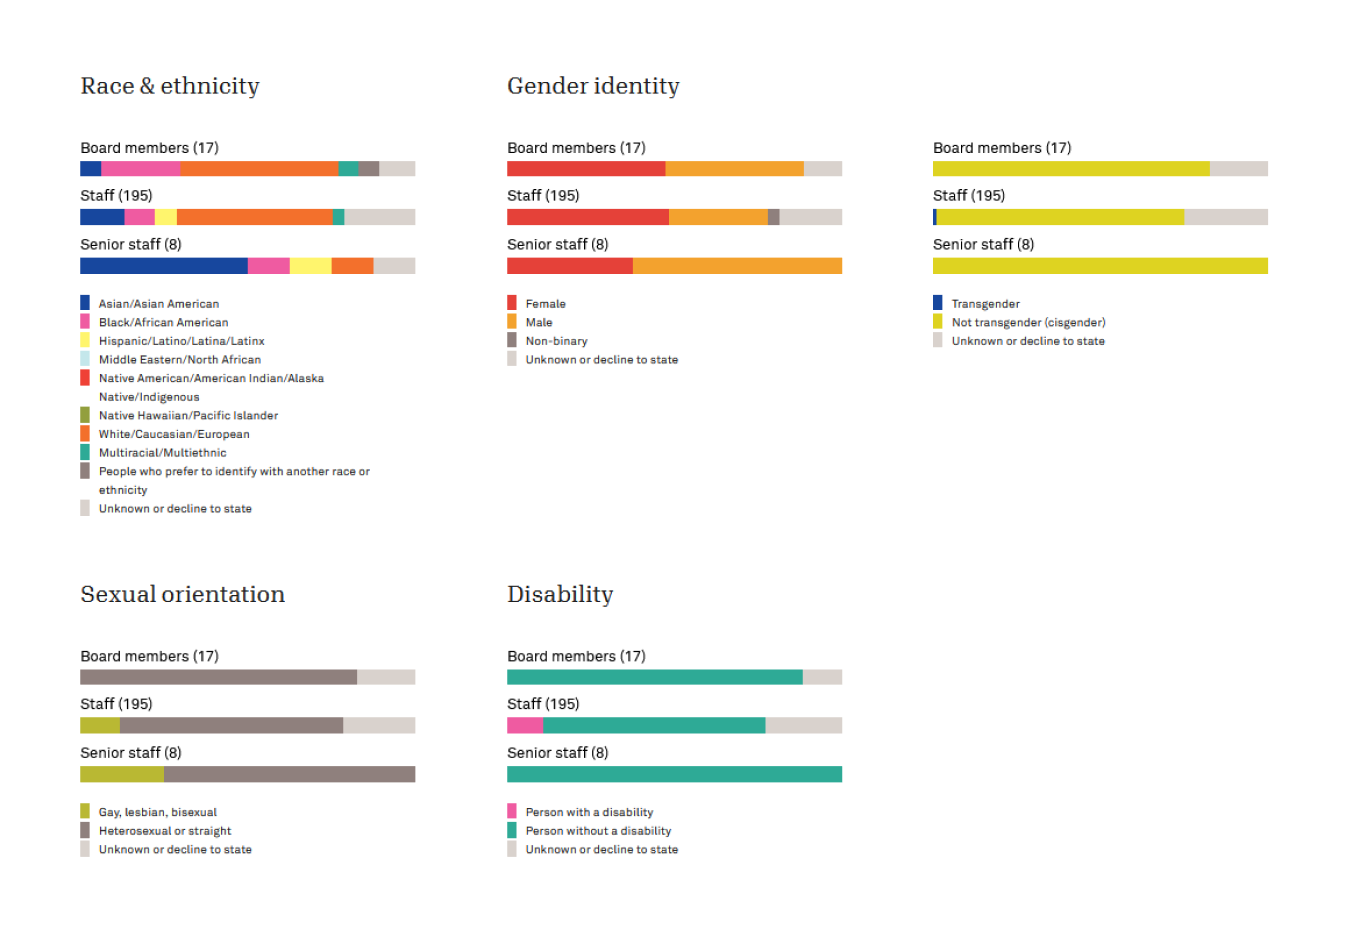 Race & ethnicity
Board members (17)
Staff (195)
Senior staff (8)
Asian/Asian American
Black/African American
Hispanic/Latino/Latina/Latinx
Middle Eastern/North African
Native American/American Indian/Alaska
Native/Indigenous
Native Hawaiian/Pacific Islander
White/Caucasian/European
Multiracial/Multiethnic
People who prefer to identify with another race or
ethnicity
Unknown or decline to state
Gender identity
Board members (17)
Staff (195)
Senior staff (8)
Female
Male
Non-binary
Unknown or decline to state
Board members (17)
Staff (195)
Senior staff (8)
Transgender
Not transgender (cisgender)
Unknown or decline to state
Sexual orientation
Board members (17)
Staff (195)
Senior staff (8)
Gay, lesbian, bisexual
Heterosexual or straight
Unknown or decline to state
Disability
Board members (17)
Staff (195)
Senior staff (8)
Person with a disability
Person without a disability
Unknown or decline to state